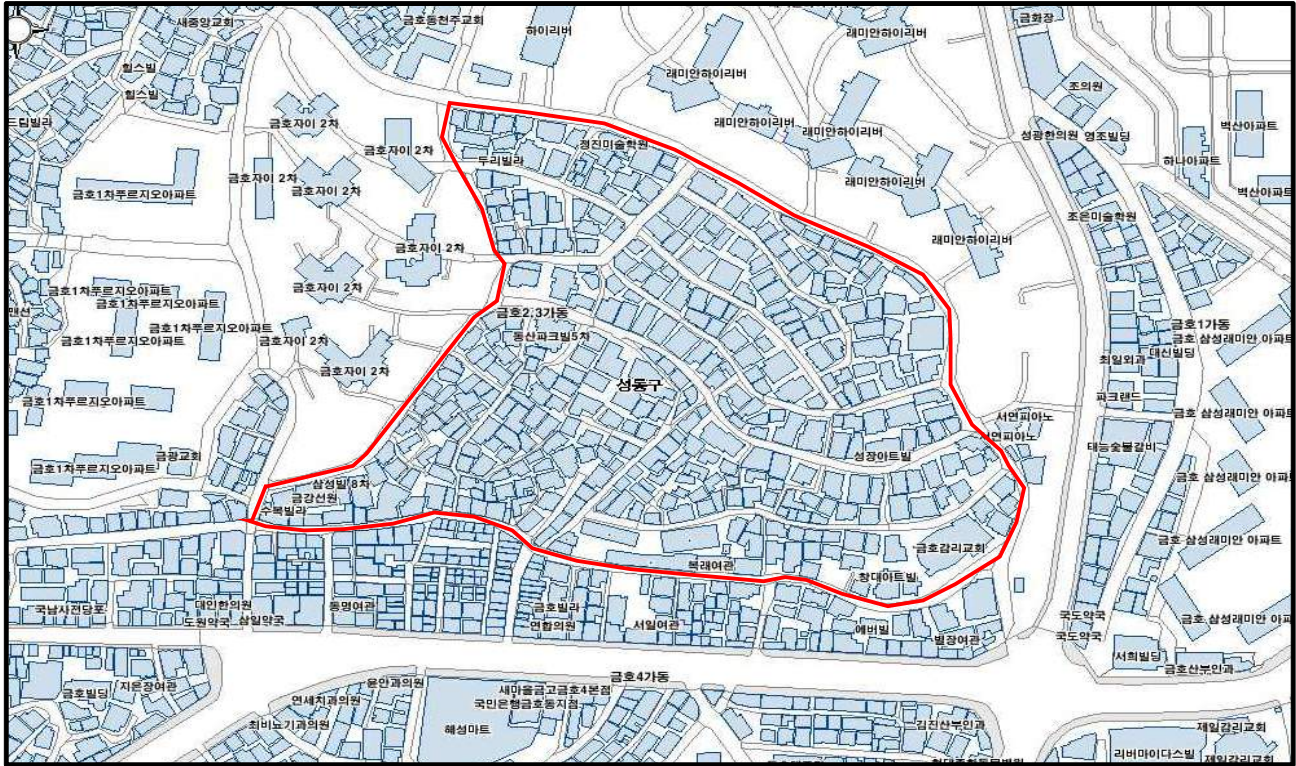 새중앙교회
금호동천주교회
하이리버
래미안하이리버
금화장
힐스빌
힐스빌
래미안하이리버
조의원
드림빌라
금호자이 2차
금호자이 2차
래미안하이리버
래미안하이리버
성광한의원
영조빌딩
벽산아파트
정진미술학원
두리빌라
하나아파트
금호자이 2차
금호자이 2차
래미안하이리버
금호1차푸르지오아파트
벽산아파트
조은미술학원
래미안하이리버
금호자이 2차
금호자이 2차
금호1차푸르지오아파트
금호1차푸르지오아파트
맨션
금호2.3가동
금호1차푸르지오아파트
금호1가동
금호1차푸르지오아파트
금호자이 2차
동산파크빌5차
금호 삼성래미안 아파트
대신빌딩
최일외과
금호자이 2차
성동구
파크랜드
금호1차푸르지오아파트
서연피아노
금호 삼성래미안 아파
서연피아노
태능숯불갈비
금광교회
성장아트빌
금호1차푸르지오아파트
금호 삼성래미안 아파트
삼성빌 8차
금강선원
수복빌라
금호 삼성래미안 아파트
금호감리교회
복래여관
창대아트빌
대인한의원
동명여관
금호빌라
국남사전당포
도원약국
삼일약국
연합의원
서일여관
에버빌
벌장여관
국도약국
국도약국
금호 삼성래미안 아파
서희빌딩
금호산부인과
금호4가동
금호빌딩
지은장여관
윤안과의원
새마을금고금호4본점
연세치과의원
국민은행금호동지점
최비뇨기과의원
해성마트
김진산부인과
제일감리교회
리버마이다스빌
제일감리교회